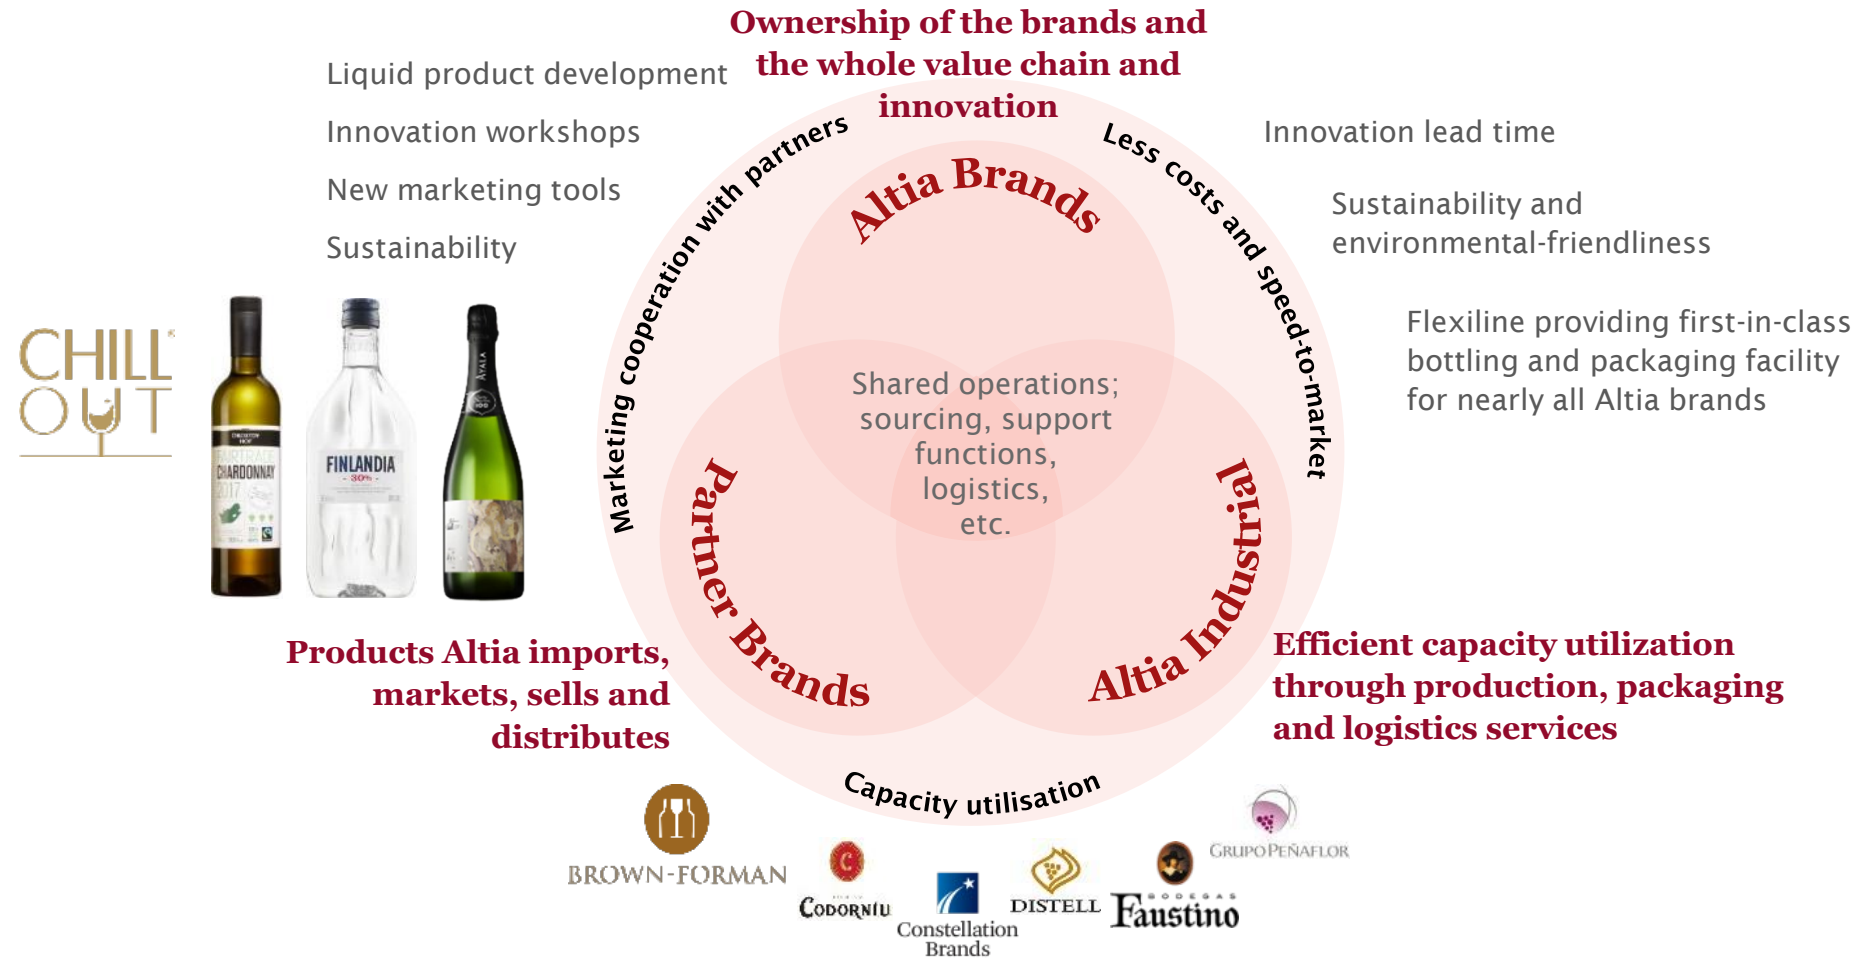 Ownership of the brands and
the whole value chain and
innovation
Liquid product development
Innovation workshops
New marketing tools
Sustainability
Innovation lead time
Sustainability and
environmental-friendliness
Flexiline providing first-in-class
bottling and packaging facility
for nearly all Altia brands
Marketing cooperation with partners
Less costs and speed-to-market
Altia Brands
Shared operations;
sourcing, support
functions,
logistics,
etc.
Partner Brands
Altia Industrial
CHILL
OUT
FAIRTRADE
CHARDONNAY
2017
FINLANDIA
- 30% -
AYALA
Products Altia imports,
markets, sells and
distributes
Efficient capacity utilization
through production, packaging
and logistics services
Capacity utilisation
BROWN-FORMAN
C
CODORNÍU
Constellation
Brands
DISTELL
BODEGAS
Faustino
GRUPO PEÑAFLOR